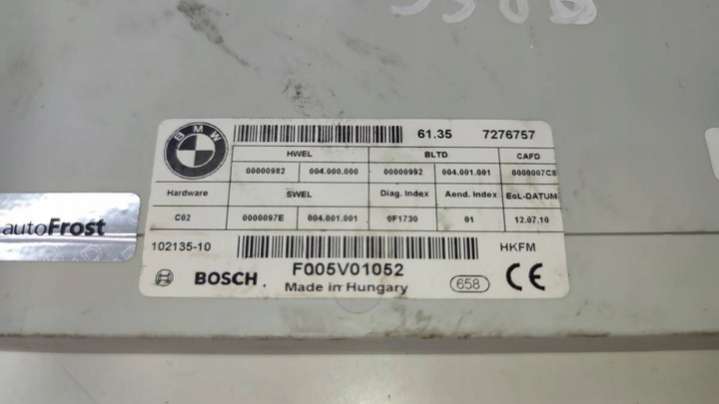 BMW
61.35 7276757
HWEL BLTD CAFD
00000982 004.000.000 00000992 004.001.001 0000007C8
Hardware SWEL Diag. Index Aend. Index EoL-DATUM
C02 0000097E 004.001.001 0F1730 01 12.07.10
102135-10 HKFM
BOSCH F005V01052
Made in Hungary 658 CE
autoFrost